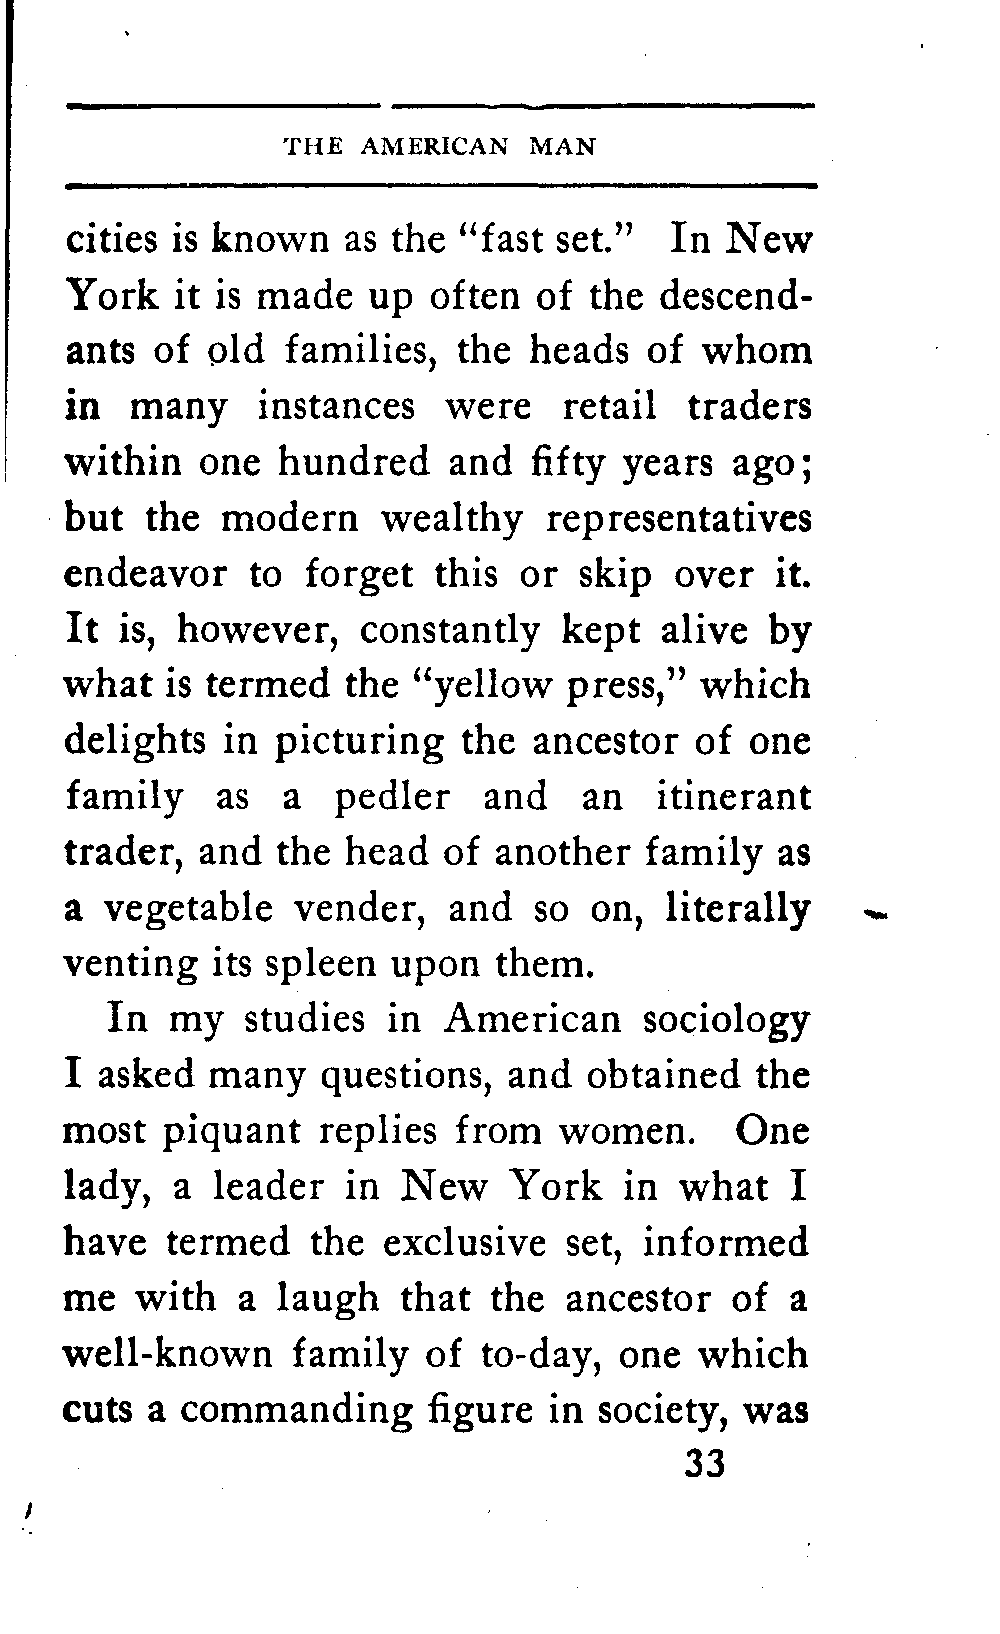 THE AMERICAN MAN
cities is known as the "fast set." In New
York it is made up often of the descend-
ants of old families, the heads of whom
in many instances were retail traders
within one hundred and fifty years ago;
but the modern wealthy representatives
endeavor to forget this or skip over it.
It is, however, constantly kept alive by
what is termed the "yellow press," which
delights in picturing the ancestor of one
family as a pedler and an itinerant
trader, and the head of another family as
a vegetable vender, and so on, literally
venting its spleen upon them.
In my studies in American sociology
I asked many questions, and obtained the
most piquant replies from women. One
lady, a leader in New York in what I
have termed the exclusive set, informed
me with a laugh that the ancestor of a
well-known family of to-day, one which
cuts a commanding figure in society, was
33